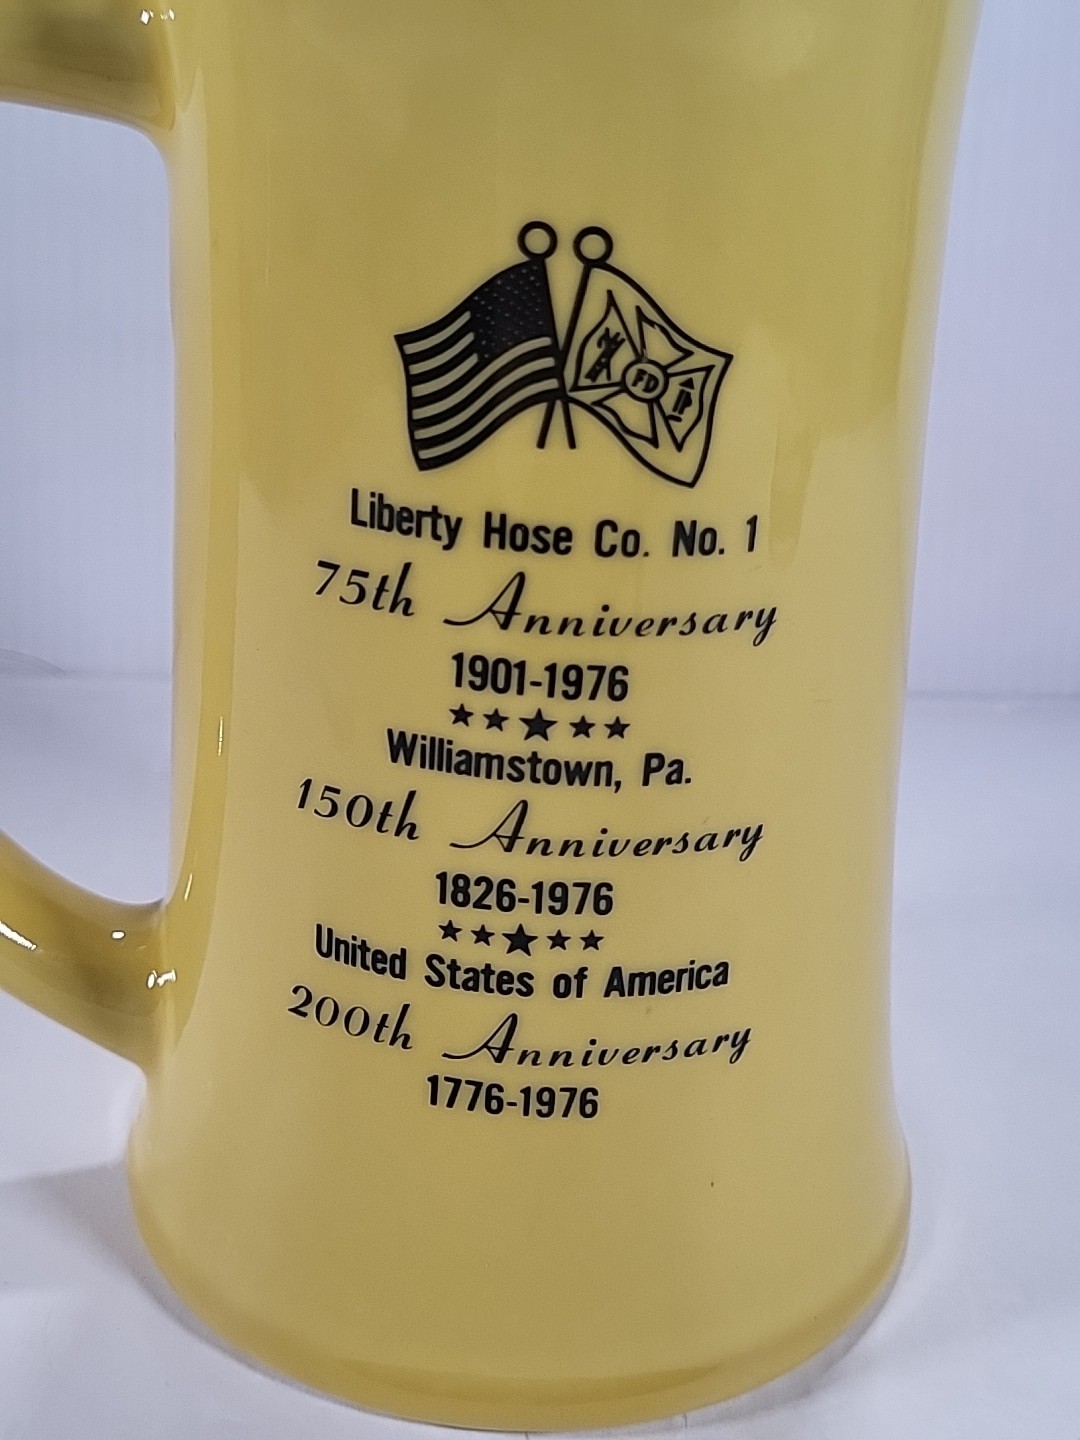 FD
Liberty Hose Co. No. 1
75th Anniversary
1901-1976
Williamstown, Pa.
150th Anniversary
1826-1976
United States of America
200th Anniversary
1776-1976